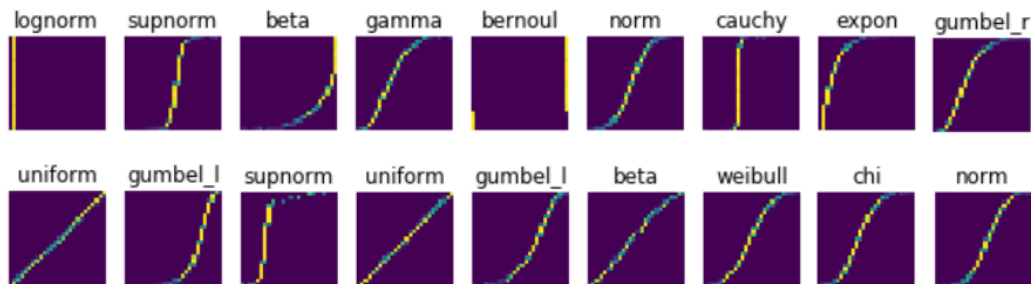 lognorm supnorm beta gamma bernoul norm cauchy expon gumbel_r
uniform gumbel_l supnorm uniform gumbel_l beta weibull chi norm